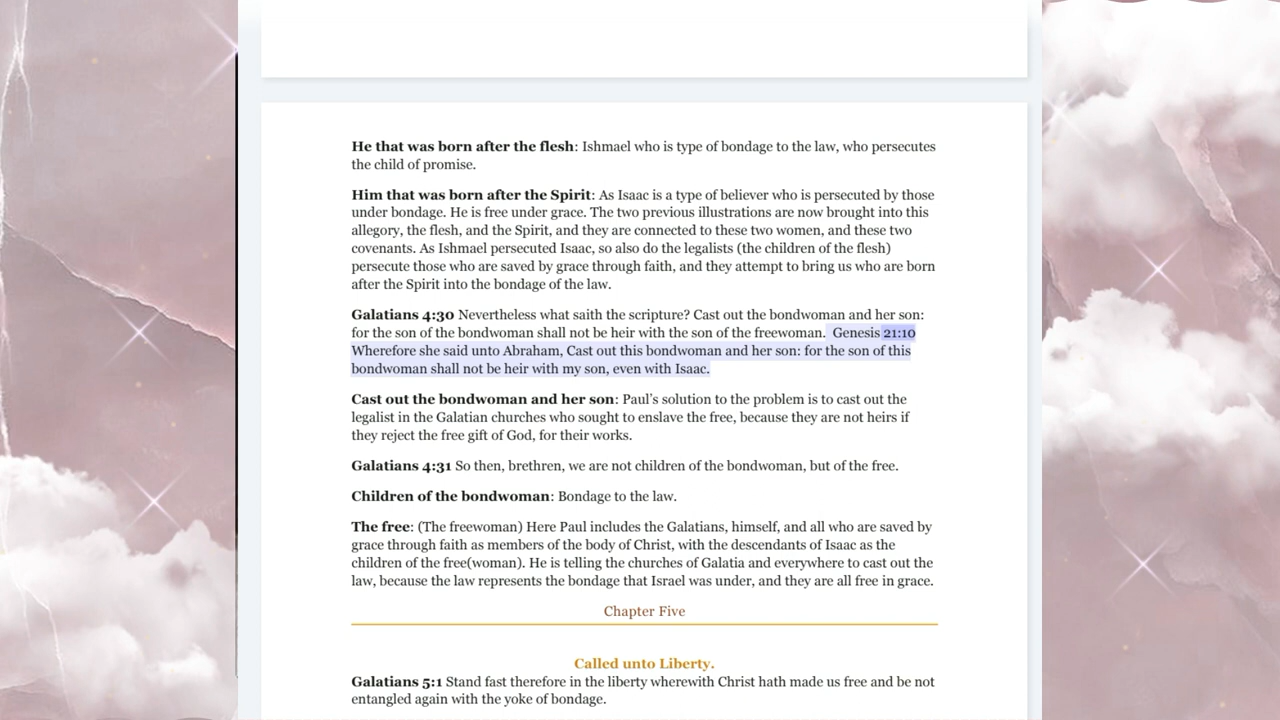 He that was born after the flesh: Ishmael who is type of bondage to the law, who persecutes
the child of promise.
Him that was born after the Spirit: As Isaac is a type of believer who is persecuted by those
under bondage. He is free under grace. The two previous illustrations are now brought into this
allegory, the flesh, and the Spirit, and they are connected to these two women, and these two
covenants. As Ishmael persecuted Isaac, so also do the legalists (the children of the flesh)
persecute those who are saved by grace through faith, and they attempt to bring us who are born
after the Spirit into the bondage of the law.
Galatians 4:30 Nevertheless what saith the scripture? Cast out the bondwoman and her son:
for the son of the bondwoman shall not be heir with the son of the freewoman.  Genesis 21:10
Wherefore she said unto Abraham, Cast out this bondwoman and her son: for the son of this
bondwoman shall not be heir with my son, even with Isaac.
Cast out the bondwoman and her son: Paul's solution to the problem is to cast out the
legalist in the Galatian churches who sought to enslave the free, because they are not heirs if
they reject the free gift of God, for their works.
Galatians 4:31 So then, brethren, we are not children of the bondwoman, but of the free.
Children of the bondwoman: Bondage to the law.
The free: (The freewoman) Here Paul includes the Galatians, himself, and all who are saved by
grace through faith as members of the body of Christ, with the descendants of Isaac as the
children of the free(woman). He is telling the churches of Galatia and everywhere to cast out the
law, because the law represents the bondage that Israel was under, and they are all free in grace.
Chapter Five
Called unto Liberty.
Galatians 5:1 Stand fast therefore in the liberty wherewith Christ hath made us free and be not
entangled again with the yoke of bondage.